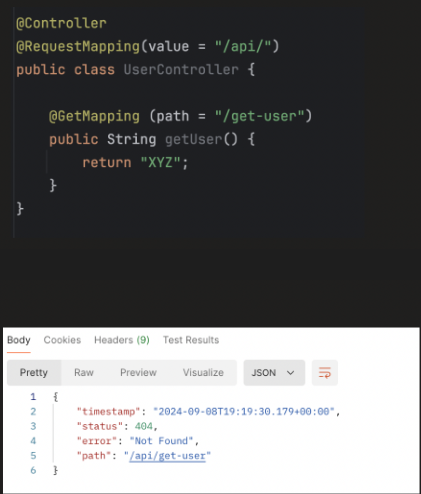 @Controller
@RequestMapping(value = "/api/")
public class UserController {
@GetMapping (path = "/get-user")
public String getUser() {
return "XYZ";
}
}
Body Cookies Headers (9) Test Results
Pretty Raw Preview Visualize JSON
1 {
2 "timestamp": "2024-09-08T19:19:30.179+00:00",
3 "status": 404,
4 "error": "Not Found",
5 "path": "/api/get-user"
6 }